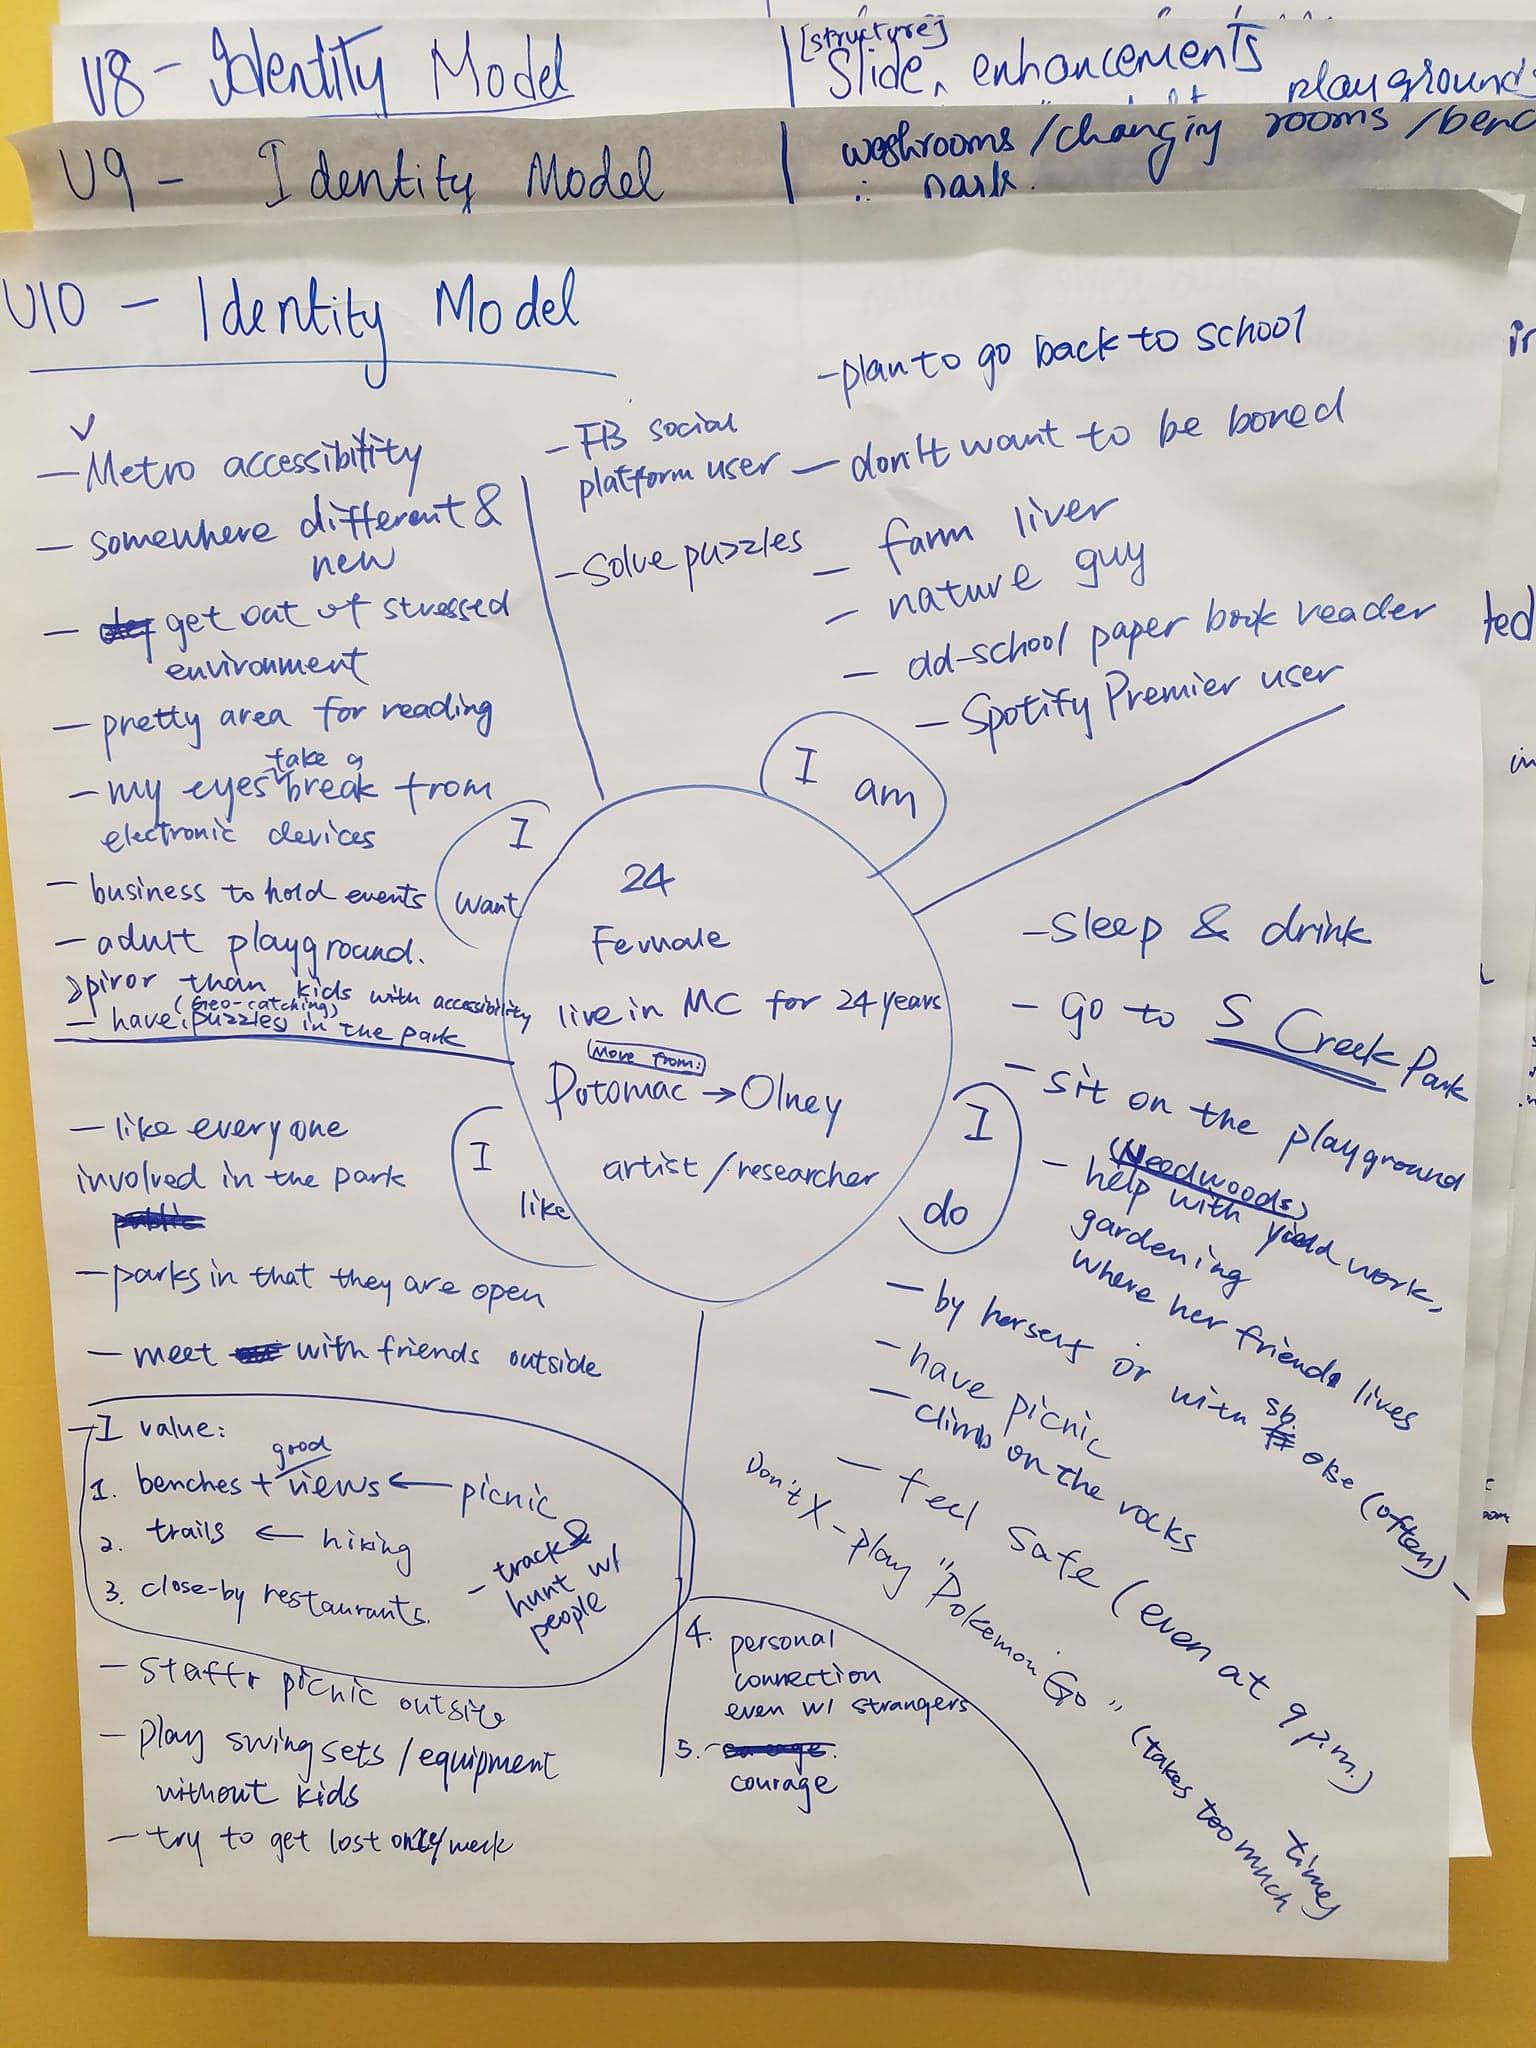 U8 - Identity Model
[structure]
Slide, enhancements
playgrounds
U9 - Identity Model
washrooms / changing rooms / benc
park.
U10 - Identity Model
- Metro accessibility
- somewhere different &
new
- get out of stressed
environment
- pretty area for reading
take a
- my eyes break from
electronic devices
- business to hold events
- adult playground.
piror than kids with accessibility
(Geo-catching)
- have puzzles in the park
I
want
- FB social
platform user
- solve puzzles
- plan to go back to school
- don't want to be bored
- farm liver
- nature guy
- old-school paper book reader
- Spotify Premier user
I
am
24
Female
live in MC for 24 years
Move from:
Potomac → Olney
artist / researcher
- sleep & drink
- Go to S Creek Park
- sit on the playground
(Needwoods)
- help with yield work,
gardening
where her friends lives
- by herself or with sb. else (often) -
- have picnic
- climb on the rocks
- feel safe (even at 9 p.m.)
Don't X - play "Pokemon Go" (takes too much
times
I
do
I
like
- like everyone
involved in the park
- parks in that they are open
- meet with friends outside
- I value:
good
1. benches + views ← picnic
2. trails ← hiking
3. close-by restaurants.
- track &
hunt w/
people
4. personal
connection
even w/ strangers
5.
courage
- staffr picnic outsite
- play swing sets / equipment
without kids
- try to get lost once/week
ted